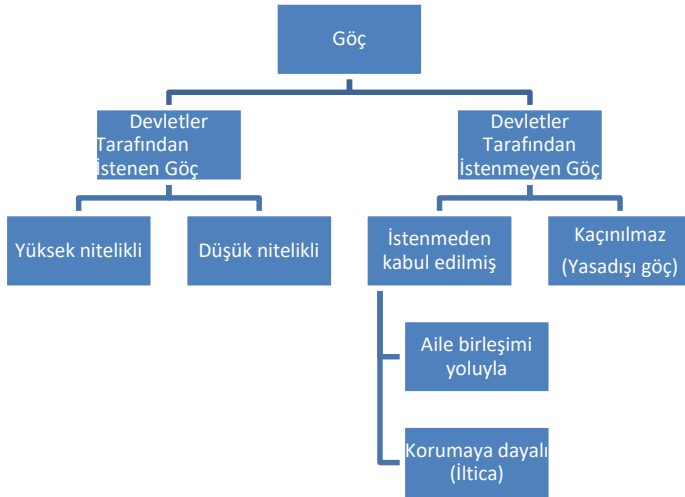 Göç
Devletler
Tarafından
İstenen Göç
Devletler
Tarafından
İstenmeyen Göç
Yüksek nitelikli
Düşük nitelikli
İstenmeden
kabul edilmiş
Kaçınılmaz
(Yasadışı göç)
Aile birleşimi
yoluyla
Korumaya dayalı
(İltica)